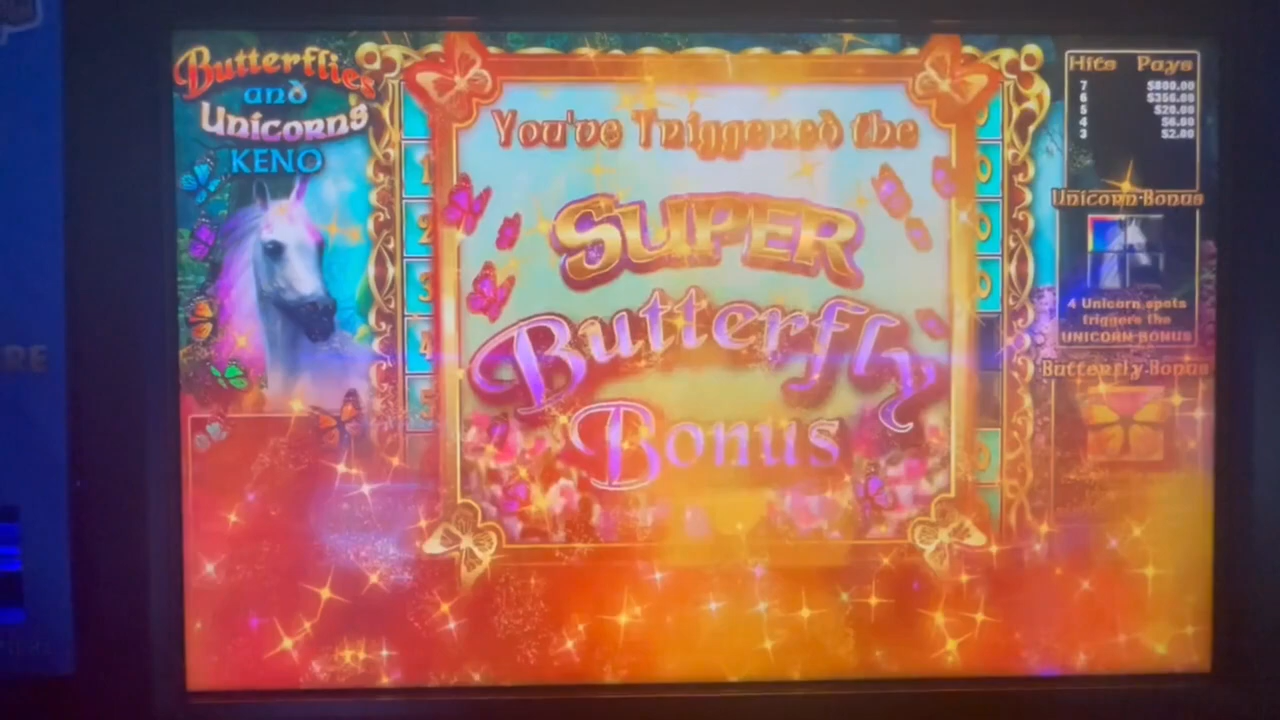 Butterflies
and
Unicorns
KENO
You've Triggered the
SUPER
Butterfly
Bonus
Hits Pays
7 $800.00
6 $356.00
5 $20.00
4 $6.00
3 $2.00
Unicorn Bonus
4 Unicorn spots
triggers the
UNICORN BONUS
Butterfly Bonus
RE